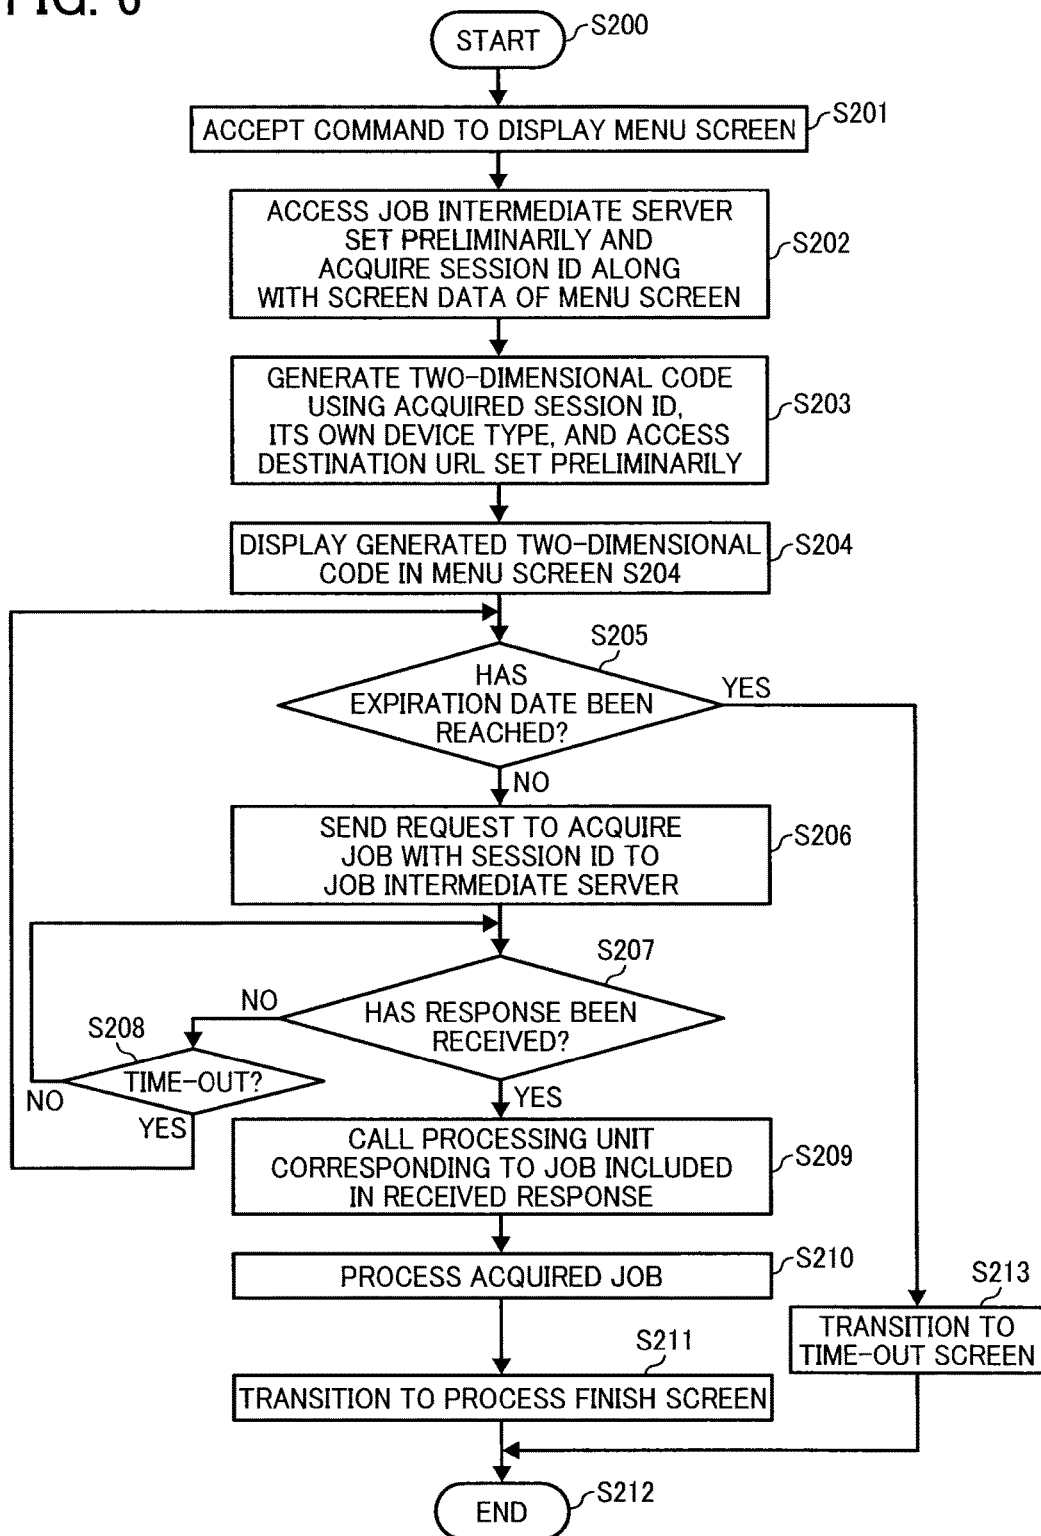 START
S200
ACCEPT COMMAND TO DISPLAY MENU SCREEN
S201
ACCESS JOB INTERMEDIATE SERVER
SET PRELIMINARILY AND
ACQUIRE SESSION ID ALONG
WITH SCREEN DATA OF MENU SCREEN
S202
GENERATE TWO-DIMENSIONAL CODE
USING ACQUIRED SESSION ID,
ITS OWN DEVICE TYPE, AND ACCESS
DESTINATION URL SET PRELIMINARILY
S203
DISPLAY GENERATED TWO-DIMENSIONAL
CODE IN MENU SCREEN S204
S204
S205
HAS
EXPIRATION DATE BEEN
REACHED?
YES
NO
SEND REQUEST TO ACQUIRE
JOB WITH SESSION ID TO
JOB INTERMEDIATE SERVER
S206
S207
HAS RESPONSE BEEN
RECEIVED?
NO
S208
TIME-OUT?
NO
YES
YES
CALL PROCESSING UNIT
CORRESPONDING TO JOB INCLUDED
IN RECEIVED RESPONSE
S209
PROCESS ACQUIRED JOB
S210
S213
TRANSITION TO
TIME-OUT SCREEN
S211
TRANSITION TO PROCESS FINISH SCREEN
END
S212